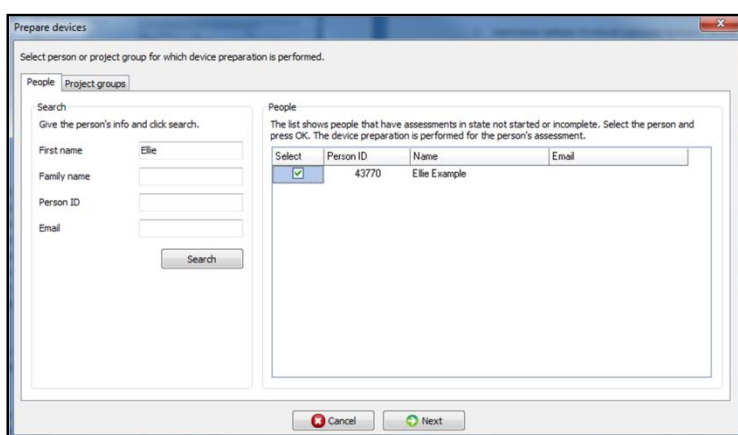 Prepare devices
Select person or project group for which device preparation is performed.
People
Project groups
Search
Give the person's info and click search.
First name
Ellie
Family name
Person ID
Email
Search
People
The list shows people that have assessments in state not started or incomplete. Select the person and
press OK. The device preparation is performed for the person's assessment.
Select Person ID Name Email
43770 Ellie Example
Cancel
Next